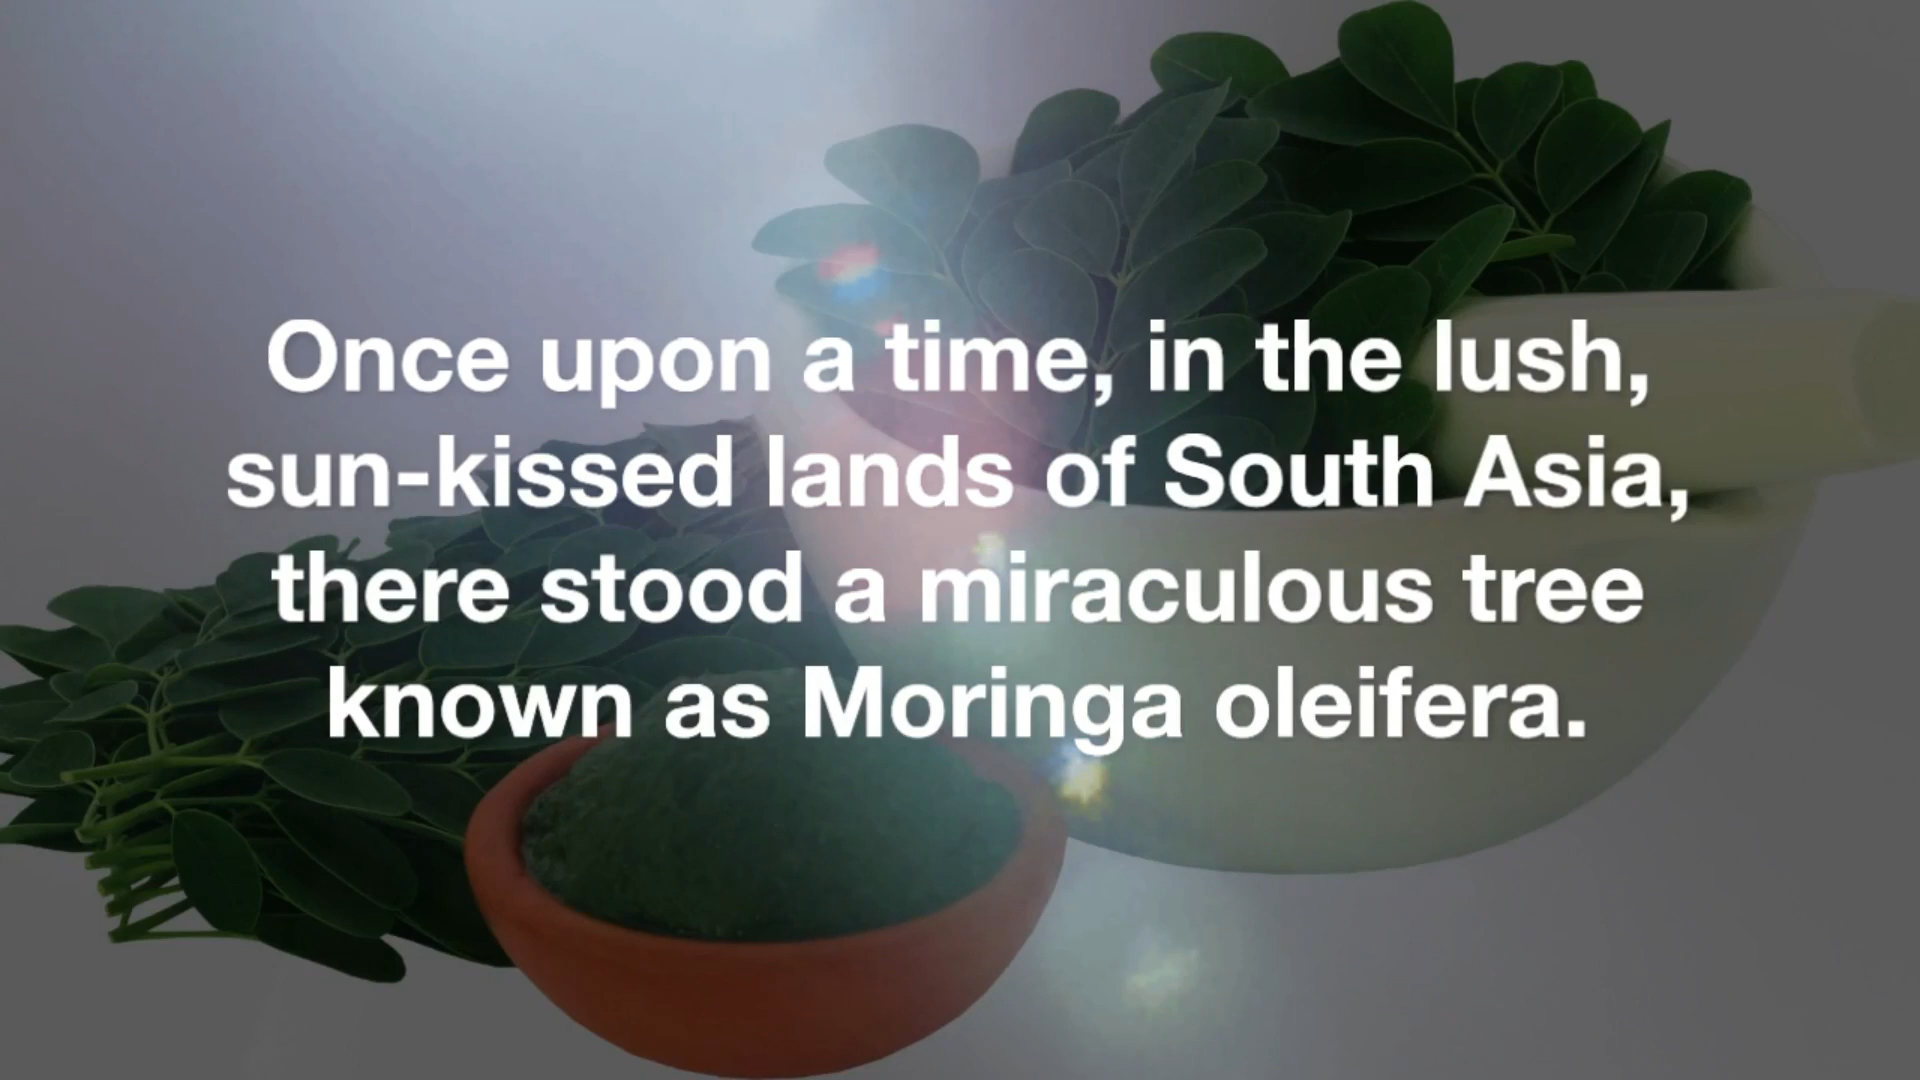 Once upon a time, in the lush,
sun-kissed lands of South Asia,
there stood a miraculous tree
known as Moringa oleifera.